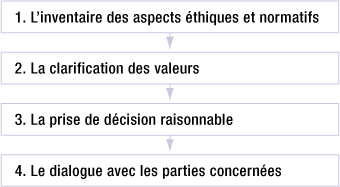 1. L'inventaire des aspects éthiques et normatifs
2. La clarification des valeurs
3. La prise de décision raisonnable
4. Le dialogue avec les parties concernées